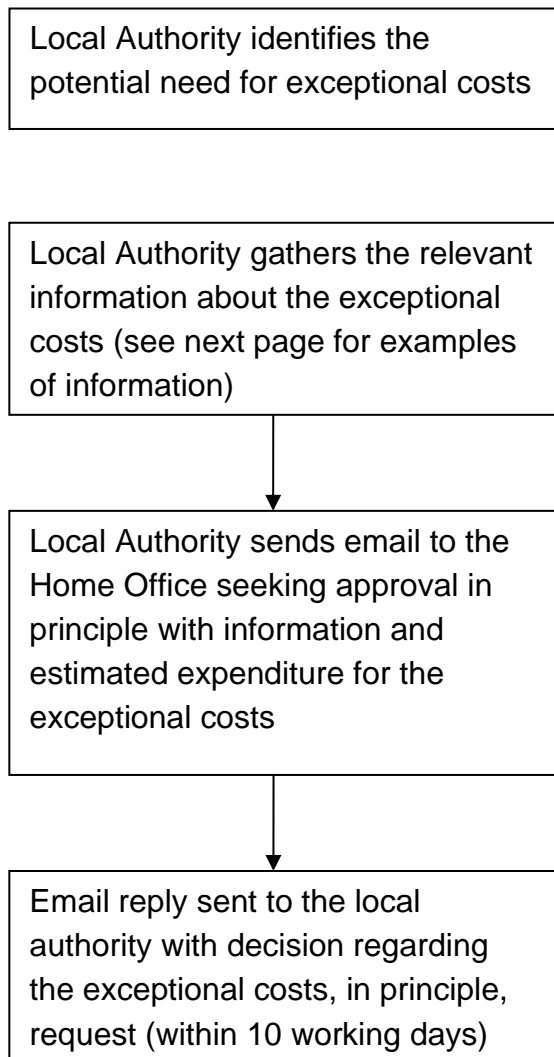 Local Authority identifies the
potential need for exceptional costs
Local Authority gathers the relevant
information about the exceptional
costs (see next page for examples
of information)
Local Authority sends email to the
Home Office seeking approval in
principle with information and
estimated expenditure for the
exceptional costs
Email reply sent to the local
authority with decision regarding
the exceptional costs, in principle,
request (within 10 working days)